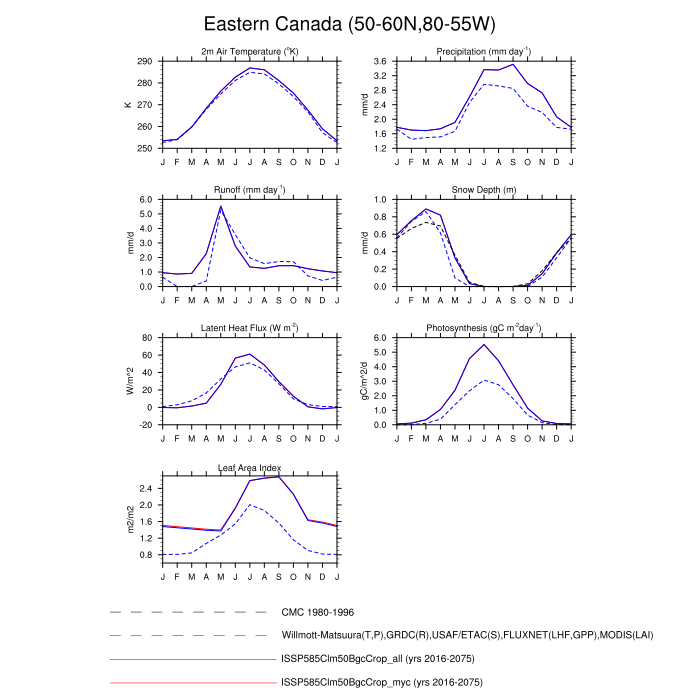 Eastern Canada (50-60N,80-55W)
2m Air Temperature (°K)
K
290
280
270
260
250
J F M A M J J A S O N D J
Precipitation (mm day-1)
mm/d
3.6
3.2
2.8
2.4
2.0
1.6
1.2
J F M A M J J A S O N D J
Runoff (mm day-1)
mm/d
6.0
5.0
4.0
3.0
2.0
1.0
0.0
J F M A M J J A S O N D J
Snow Depth (m)
mm/d
1.0
0.8
0.6
0.4
0.2
0.0
J F M A M J J A S O N D J
Latent Heat Flux (W m-2)
W/m^2
80
60
40
20
0
-20
J F M A M J J A S O N D J
Photosynthesis (gC m-2day-1)
gC/m^2/d
6.0
5.0
4.0
3.0
2.0
1.0
0.0
J F M A M J J A S O N D J
Leaf Area Index
m2/m2
2.4
2.0
1.6
1.2
0.8
J F M A M J J A S O N D J
CMC 1980-1996
Willmott-Matsuura(T,P),GRDC(R),USAF/ETAC(S),FLUXNET(LHF,GPP),MODIS(LAI)
ISSP585Clm50BgcCrop_all (yrs 2016-2075)
ISSP585Clm50BgcCrop_myc (yrs 2016-2075)